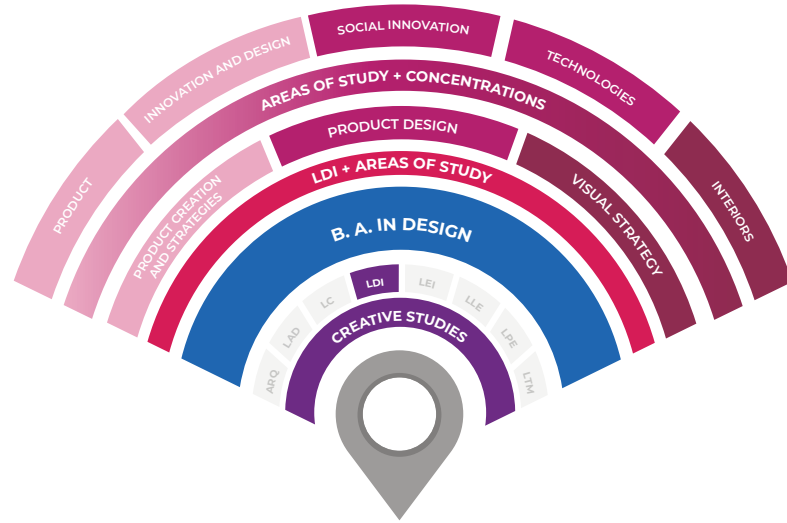 SOCIAL INNOVATION
INNOVATION AND DESIGN
TECHNOLOGIES
PRODUCT
INTERIORS
AREAS OF STUDY + CONCENTRATIONS
PRODUCT DESIGN
PRODUCT CREATION
AND STRATEGIES
VISUAL STRATEGY
LDI + AREAS OF STUDY
B. A. IN DESIGN
ARQ
LAD
LC
LDI
LEI
LLE
LPE
LTM
CREATIVE STUDIES